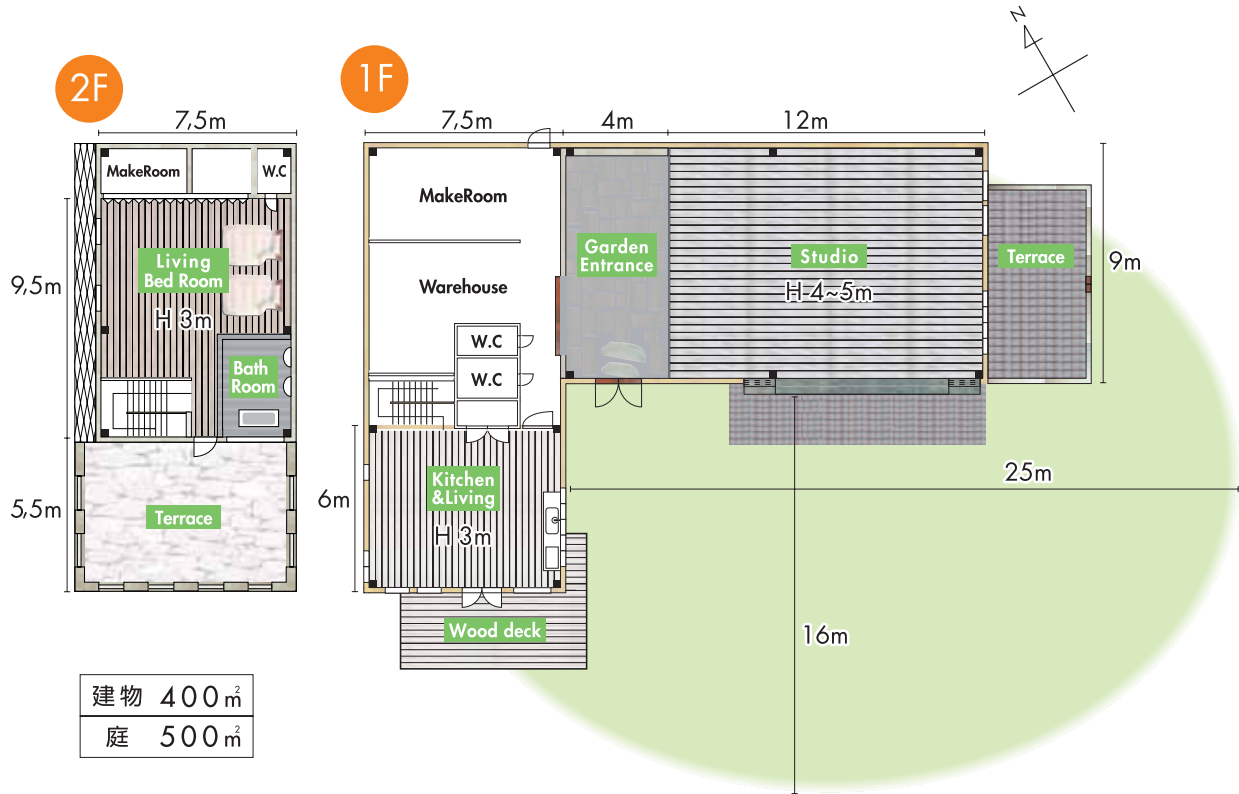 2F
7,5m
MakeRoom
W.C
Living
Bed Room
H 3m
Bath
Room
9,5m
5,5m
Terrace
1F
7,5m
4m
12m
N
MakeRoom
Warehouse
W.C
W.C
Garden
Entrance
Studio
H 4~5m
Terrace
9m
Kitchen
&Living
H 3m
6m
25m
Wood deck
16m
建物 400㎡
庭 500㎡